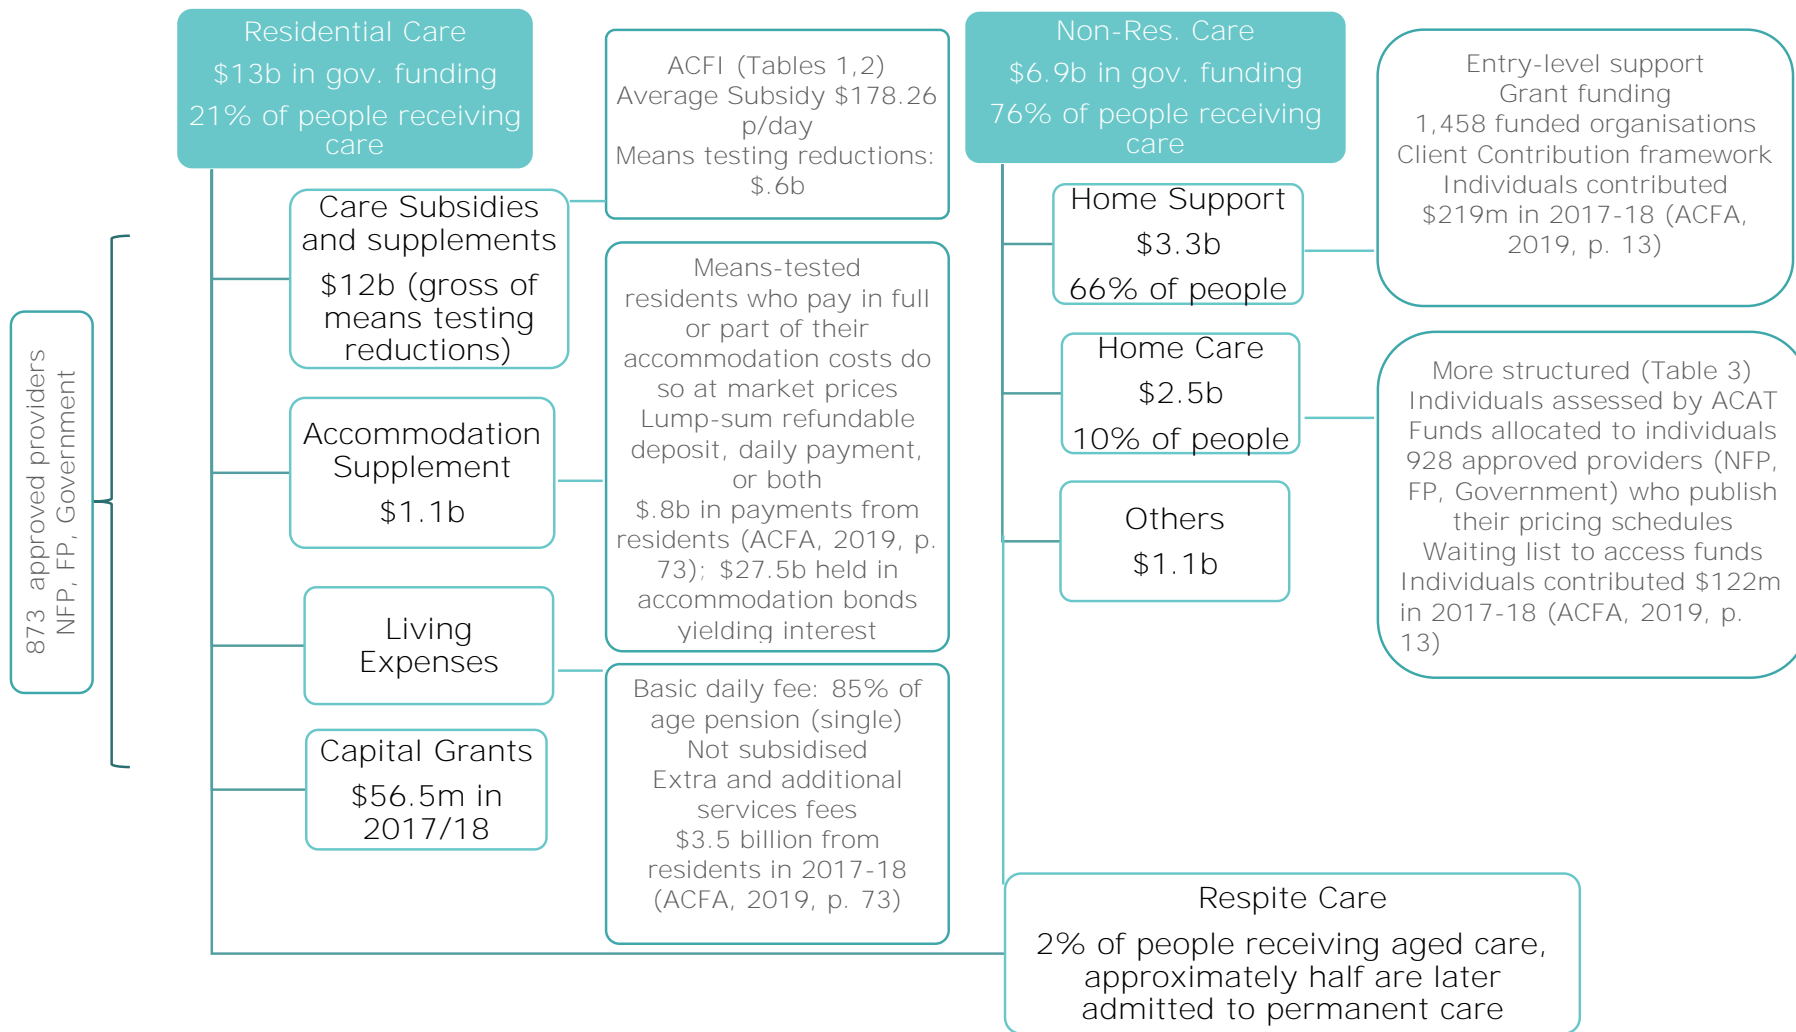 Residential Care
$13b in gov. funding
21% of people receiving
care
ACFI (Tables 1,2)
Average Subsidy $178.26
p/day
Means testing reductions:
$.6b
Non-Res. Care
$6.9b in gov. funding
76% of people receiving
care
Entry-level support
Grant funding
1,458 funded organisations
Client Contribution framework
Individuals contributed
$219m in 2017-18 (ACFA,
2019, p. 13)
873 approved providers
NFP, FP, Government
Care Subsidies
and supplements
$12b (gross of
means testing
reductions)
Accommodation
Supplement
$1.1b
Living
Expenses
Capital Grants
$56.5m in
2017/18
Means-tested
residents who pay in full
or part of their
accommodation costs do
so at market prices
Lump-sum refundable
deposit, daily payment,
or both
$.8b in payments from
residents (ACFA, 2019, p.
73); $27.5b held in
accommodation bonds
yielding interest
Basic daily fee: 85% of
age pension (single)
Not subsidised
Extra and additional
services fees
$3.5 billion from
residents in 2017-18
(ACFA, 2019, p. 73)
Home Support
$3.3b
66% of people
Home Care
$2.5b
10% of people
Others
$1.1b
More structured (Table 3)
Individuals assessed by ACAT
Funds allocated to individuals
928 approved providers (NFP,
FP, Government) who publish
their pricing schedules
Waiting list to access funds
Individuals contributed $122m
in 2017-18 (ACFA, 2019, p.
13)
Respite Care
2% of people receiving aged care,
approximately half are later
admitted to permanent care